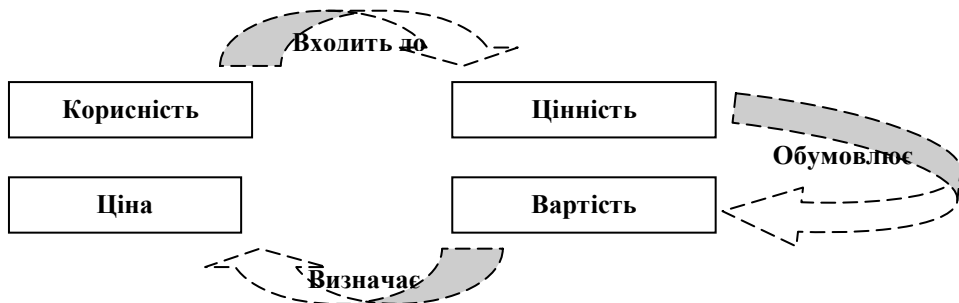 Входить до
Корисність
Цінність
Обумовлює
Ціна
Вартість
Визначає